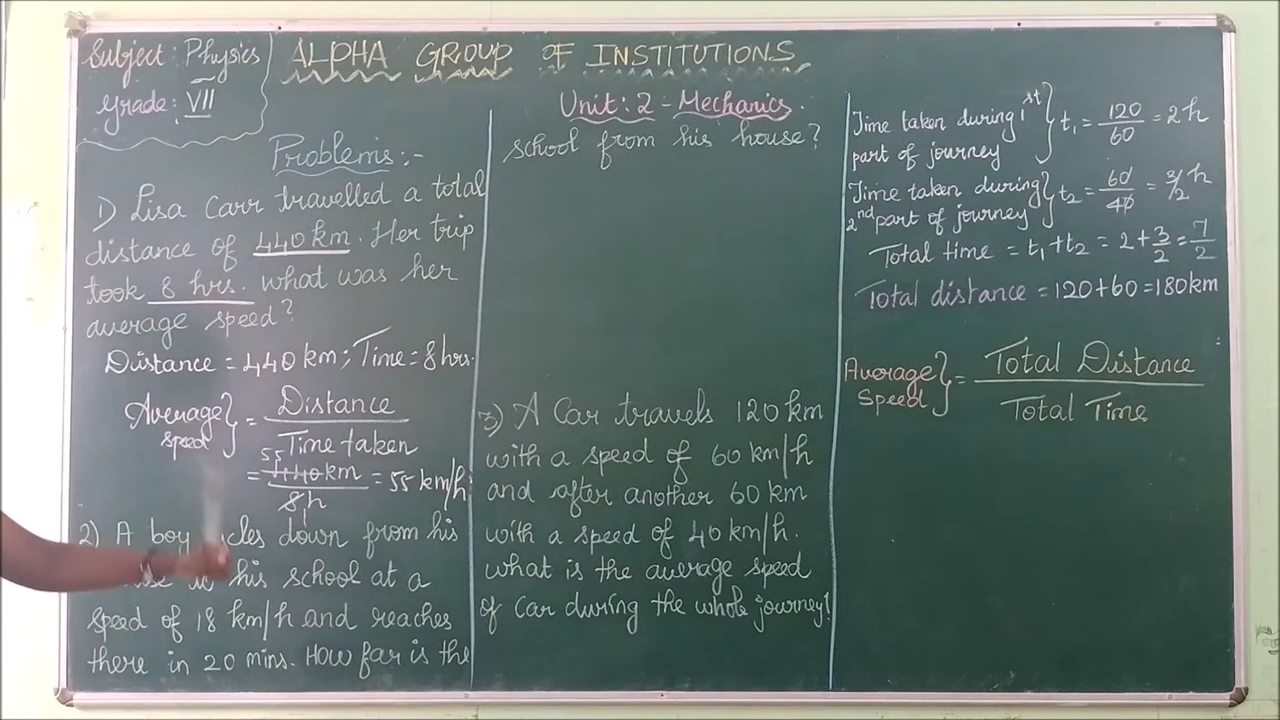 Subject: Physics
Grade: VII
ALPHA GROUP OF INSTITUTIONS
Unit: 2 - Mechanics.
Problems:-
1) Lisa Carr travelled a total
distance of 440 km. Her trip
took 8 hrs. what was her
average speed?
Distance = 440 km; Time = 8 hrs.
Average speed } = Distance / Time taken
= 440 km / 8 h = 55 km/h
55
1
2) A boy down from his
his school at a
speed of 18 km/h and reaches
there in 20 mins. How far is the
school from his house?
3) A Car travels 120 km
with a speed of 60 km/h
and after another 60 km
with a speed of 40 km/h.
what is the average speed
of Car during the whole journey?
Time taken during 1st
part of journey } t1 = 120 / 60 = 2 h
Time taken during
2nd part of journey } t2 = 60 / 40 = 3/2 h
Total time = t1 + t2 = 2 + 3/2 = 7/2
Total distance = 120 + 60 = 180 km
Average Speed } = Total Distance / Total Time